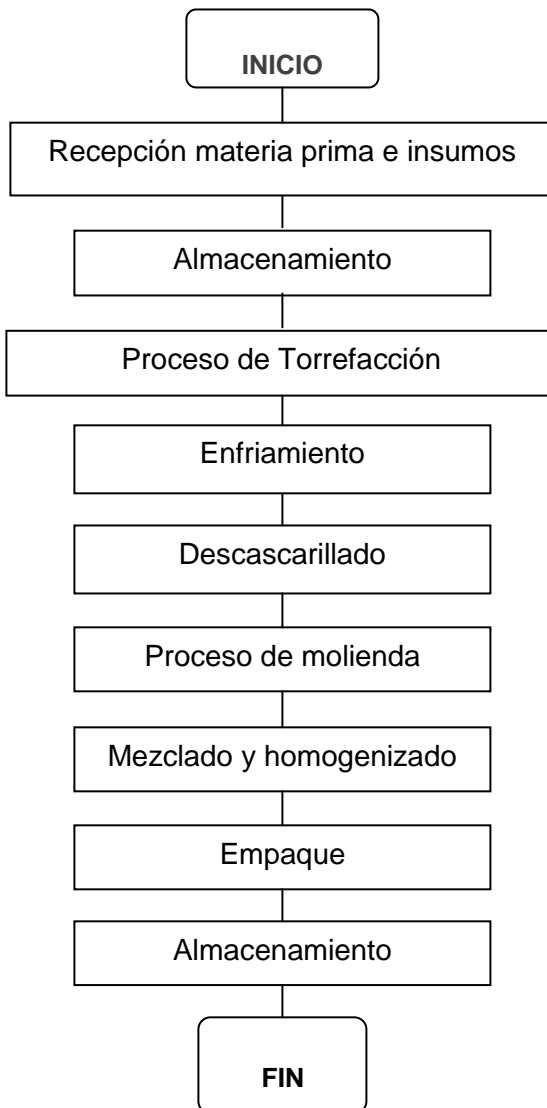 INICIO
Recepción materia prima e insumos
Almacenamiento
Proceso de Torrefacción
Enfriamiento
Descascarillado
Proceso de molienda
Mezclado y homogenizado
Empaque
Almacenamiento
FIN